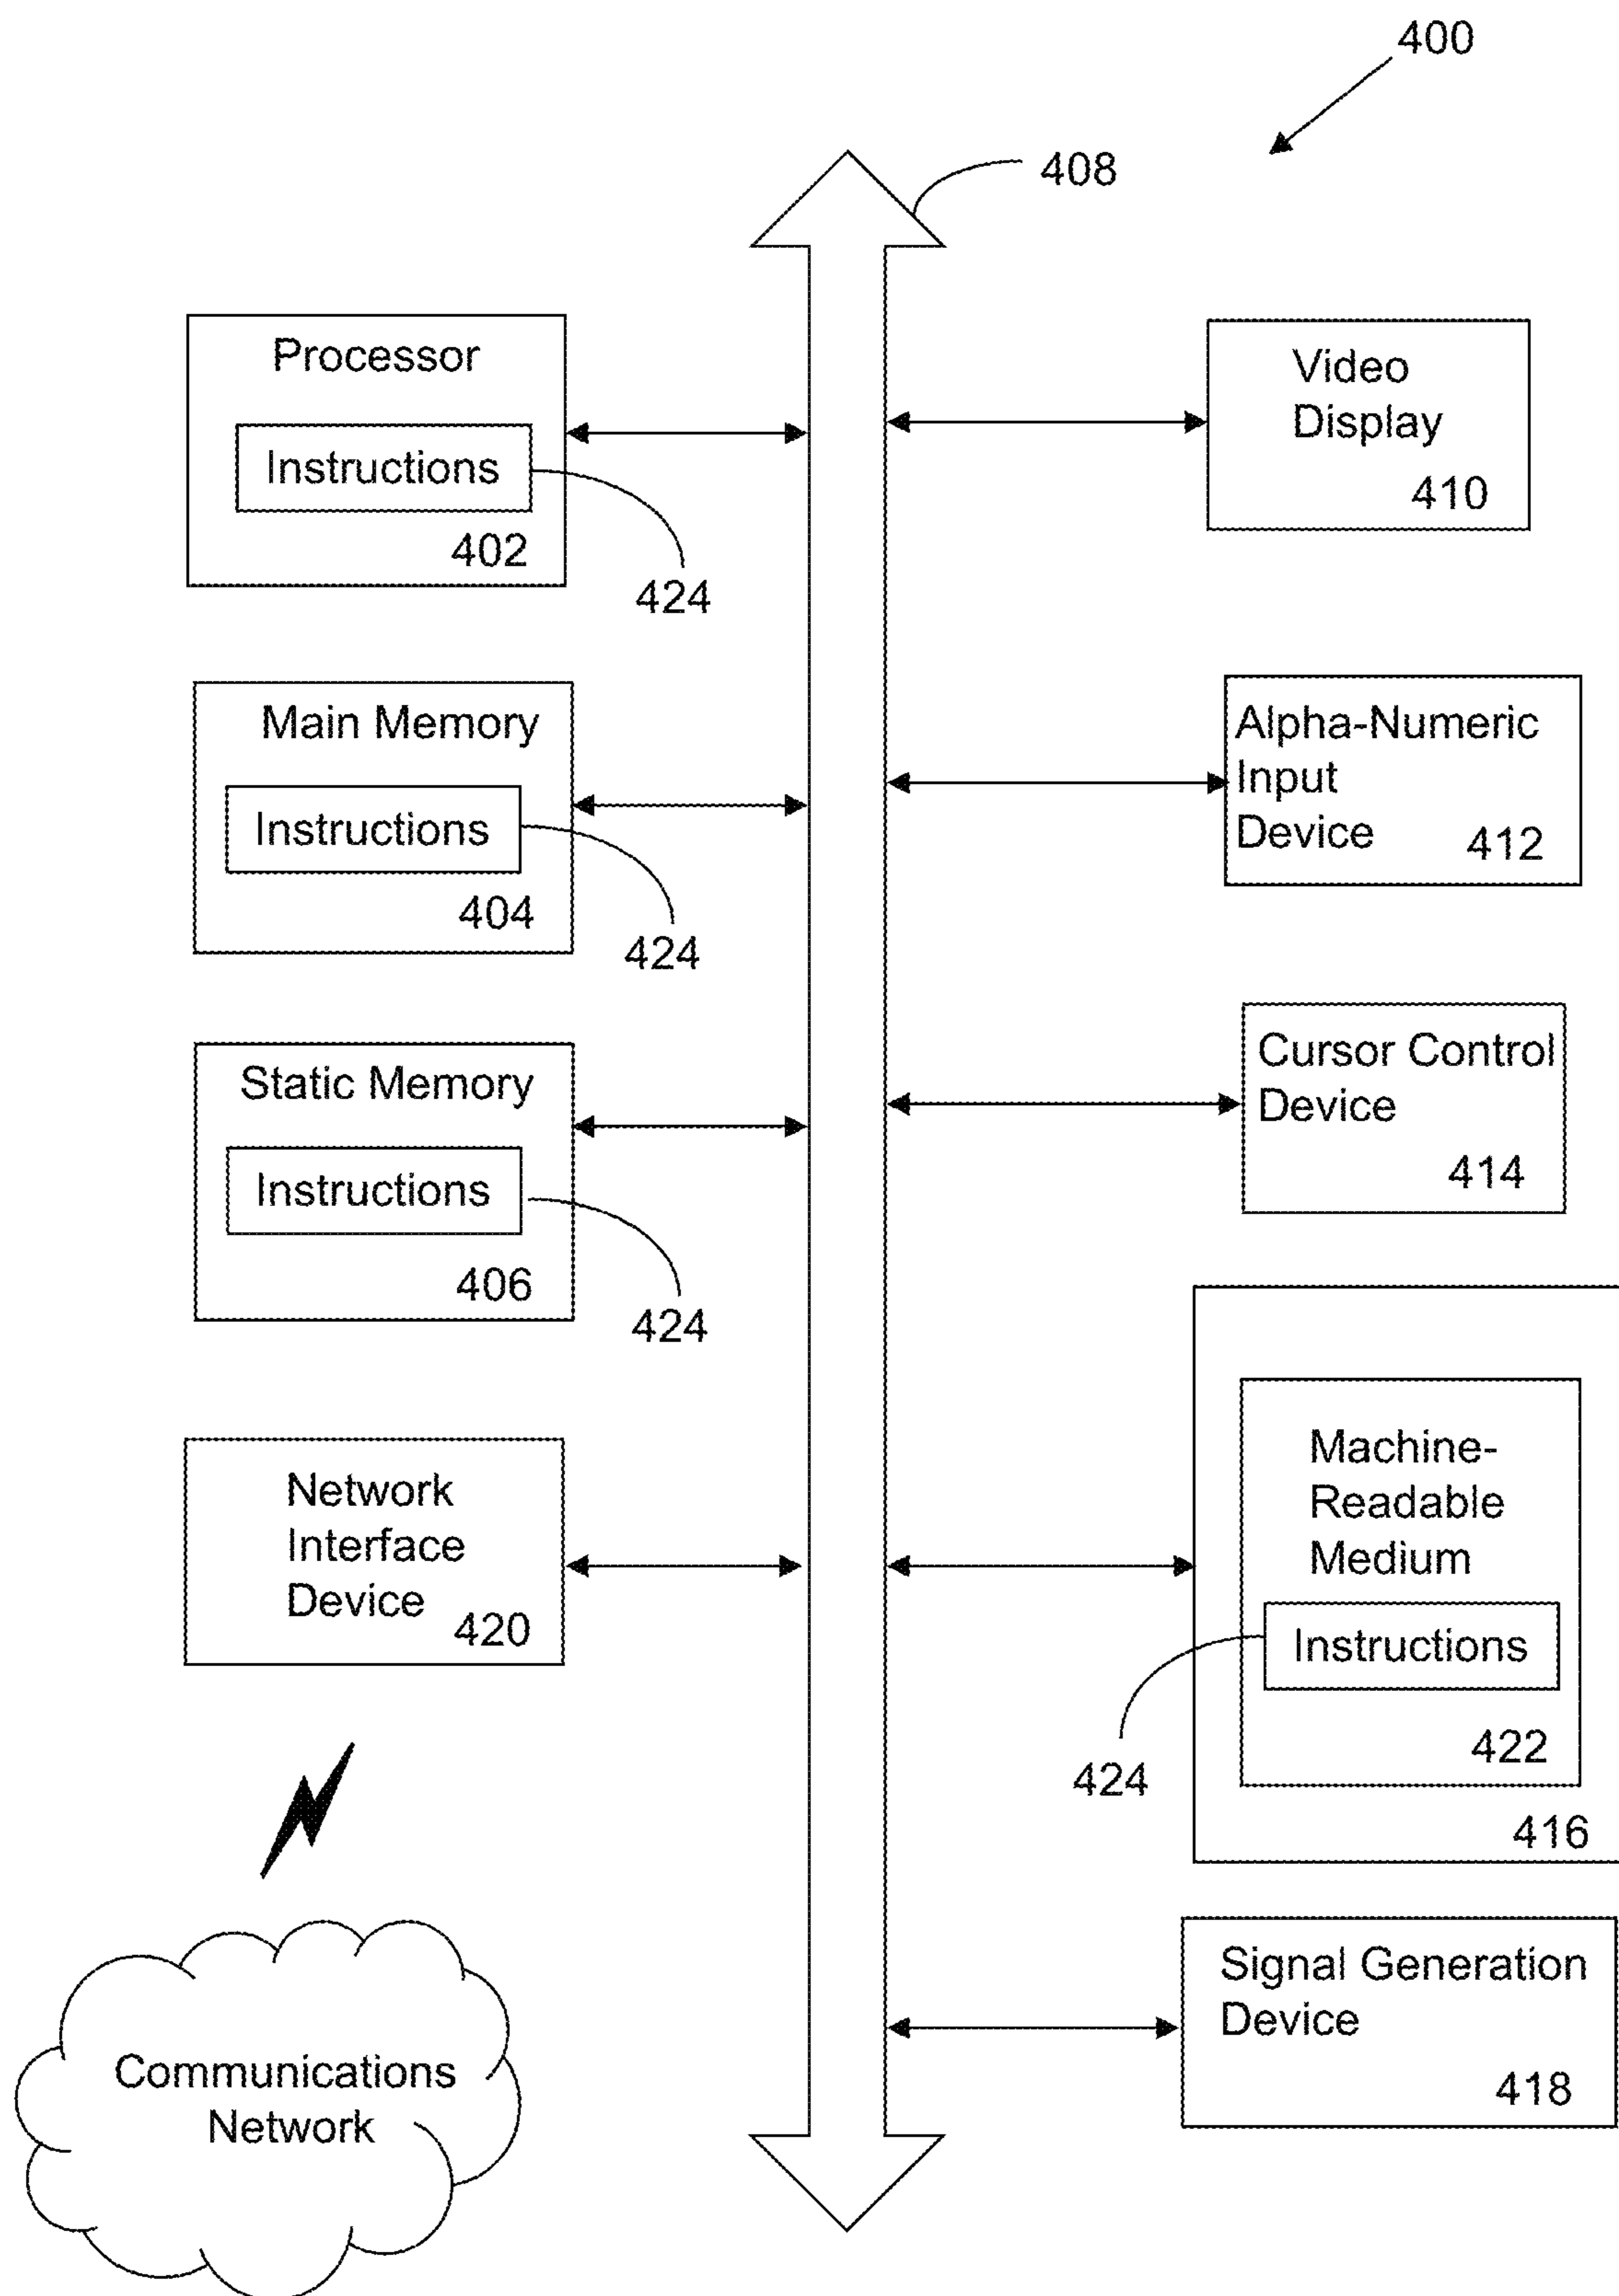 400
408
Processor
Instructions
402
424
Main Memory
Instructions
404
424
Static Memory
Instructions
406
424
Network
Interface
Device
420
Communications
Network
Video
Display
410
Alpha-Numeric
Input
Device
412
Cursor Control
Device
414
Machine-
Readable
Medium
Instructions
422
424
416
Signal Generation
Device
418